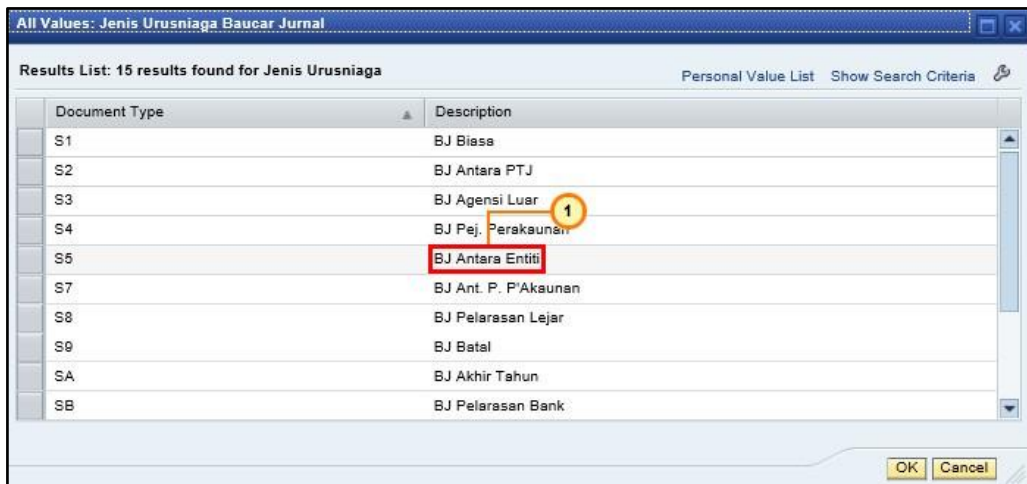 All Values: Jenis Urusniaga Baucar Jurnal
Results List: 15 results found for Jenis Urusniaga
Personal Value List Show Search Criteria
Document Type Description
S1 BJ Biasa
S2 BJ Antara PTJ
S3 BJ Agensi Luar
1
S4 BJ Pej. Perakaunan
S5 BJ Antara Entiti
S7 BJ Ant. P. P'Akaunan
S8 BJ Pelarasan Lejar
S9 BJ Batal
SA BJ Akhir Tahun
SB BJ Pelarasan Bank
OK Cancel